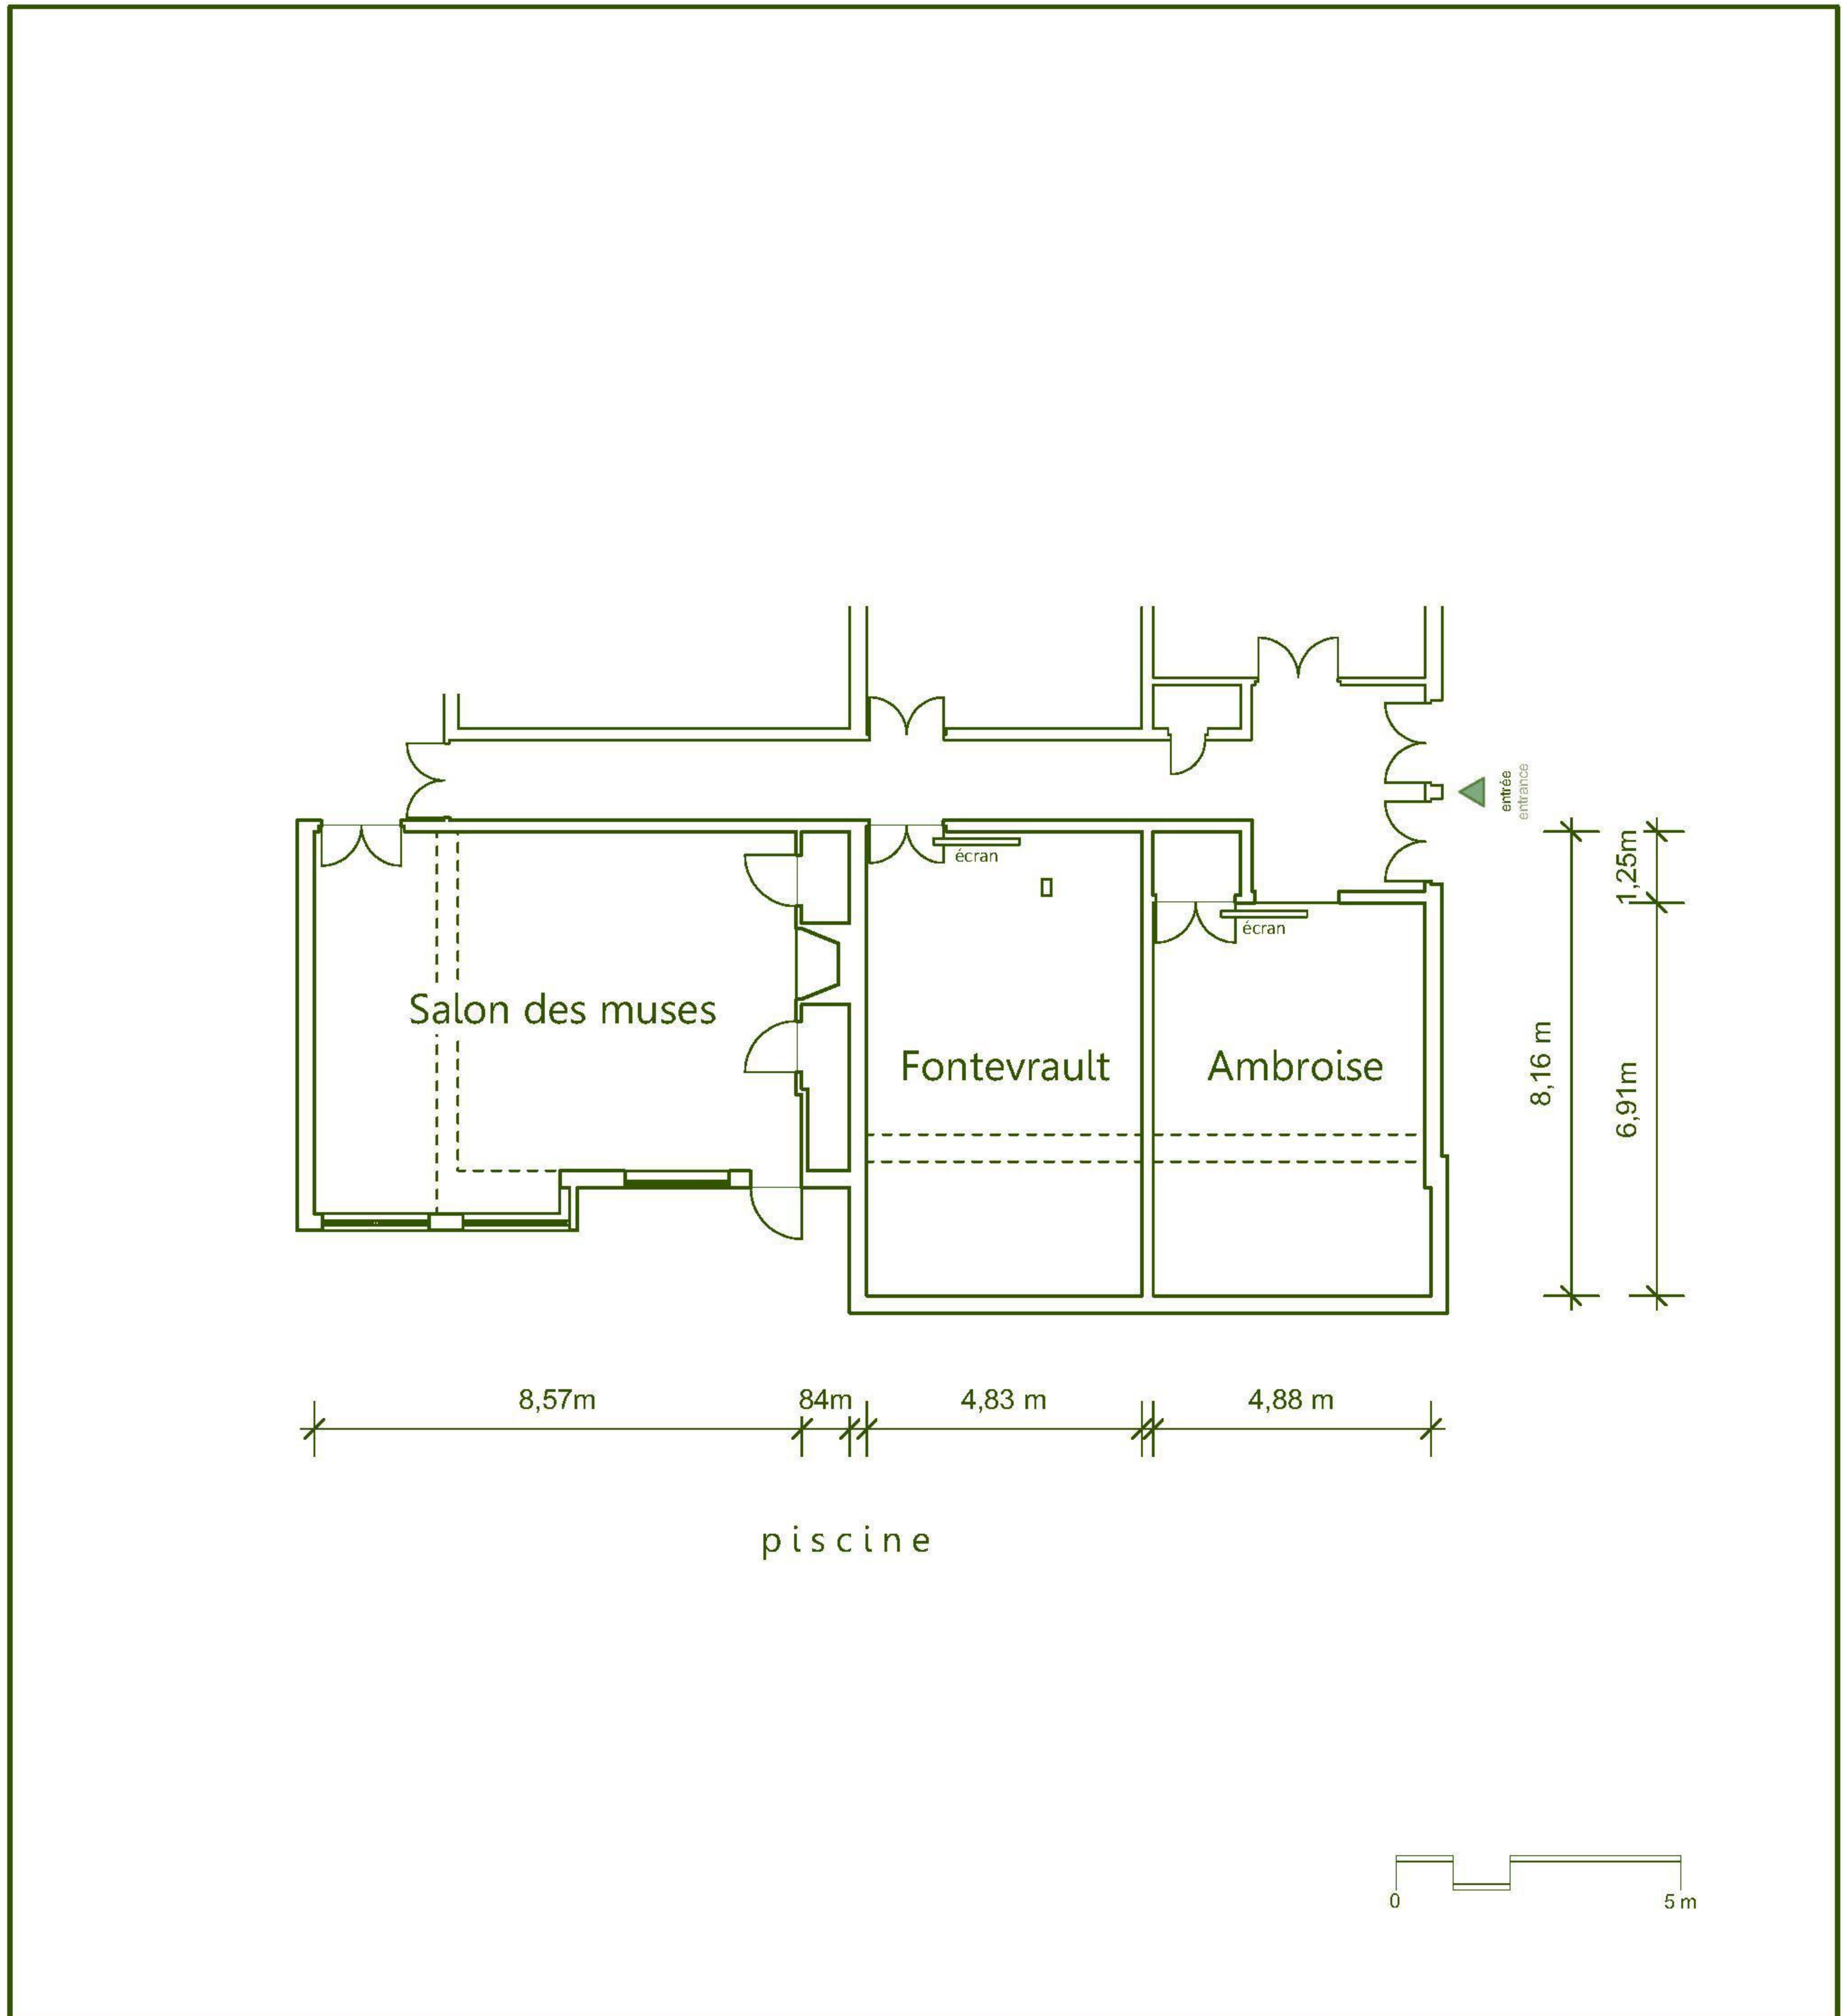 entrée
entrance
écran
écran
1,25m
Salon des muses
Fontevrault
Ambroise
8,16 m
6,91m
8,57m
84m
4,83 m
4,88 m
piscine
0
5 m